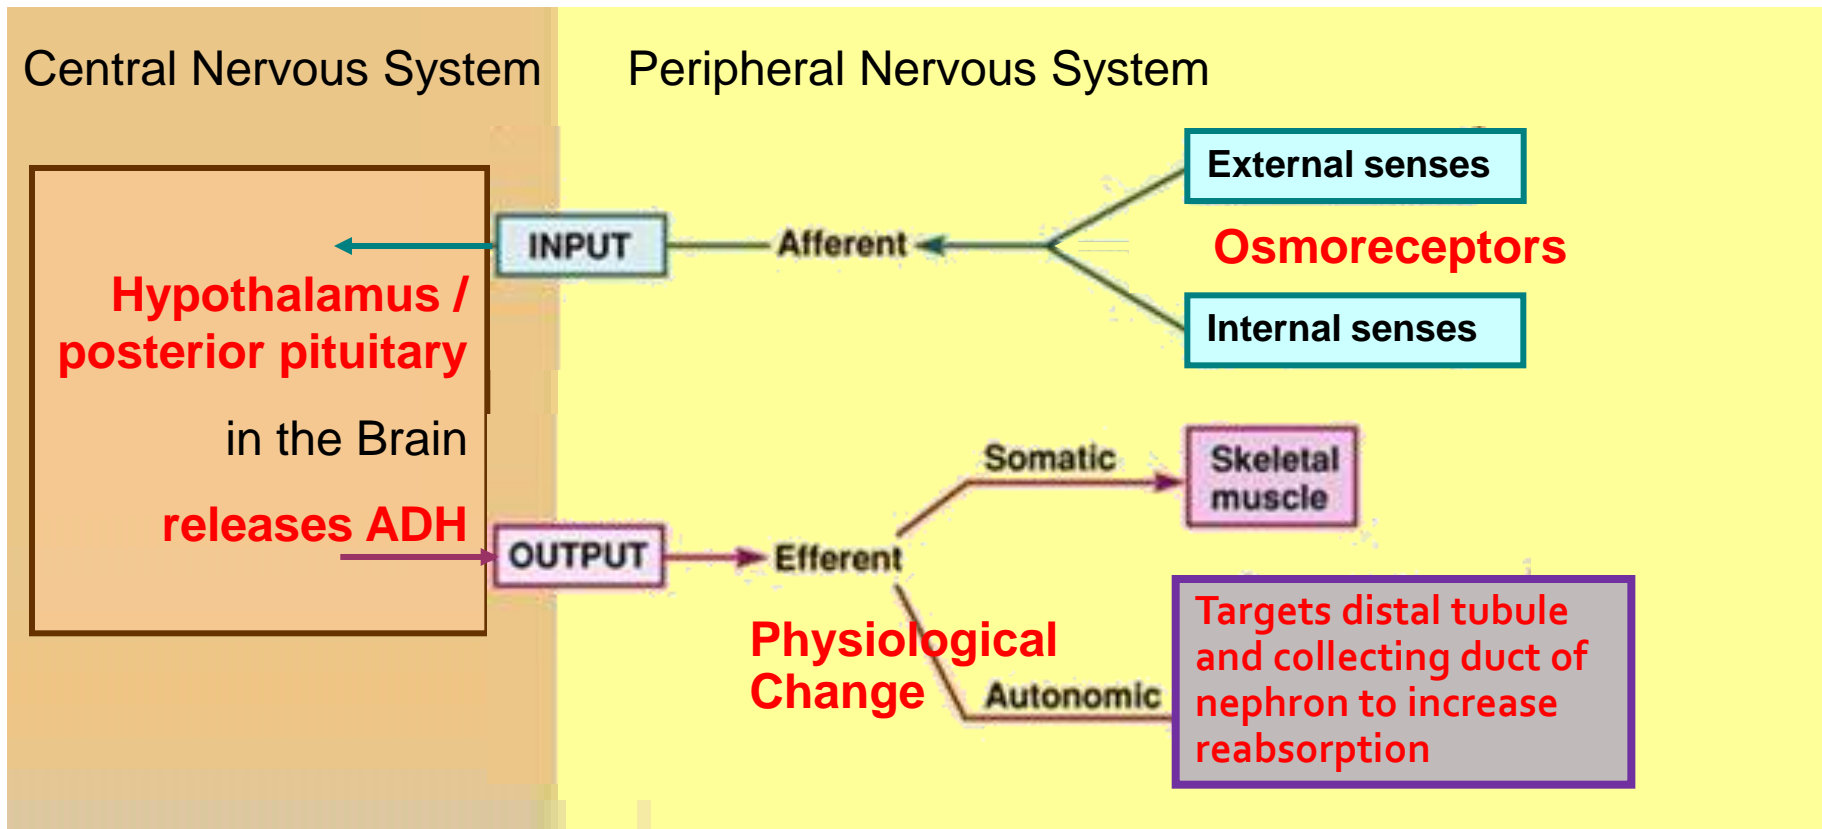 Central Nervous System
Peripheral Nervous System
External senses
INPUT
Afferent
Osmoreceptors
Internal senses
Hypothalamus /
posterior pituitary
in the Brain
releases ADH
OUTPUT
Efferent
Somatic
Skeletal
muscle
Physiological
Change
Autonomic
Targets distal tubule
and collecting duct of
nephron to increase
reabsorption